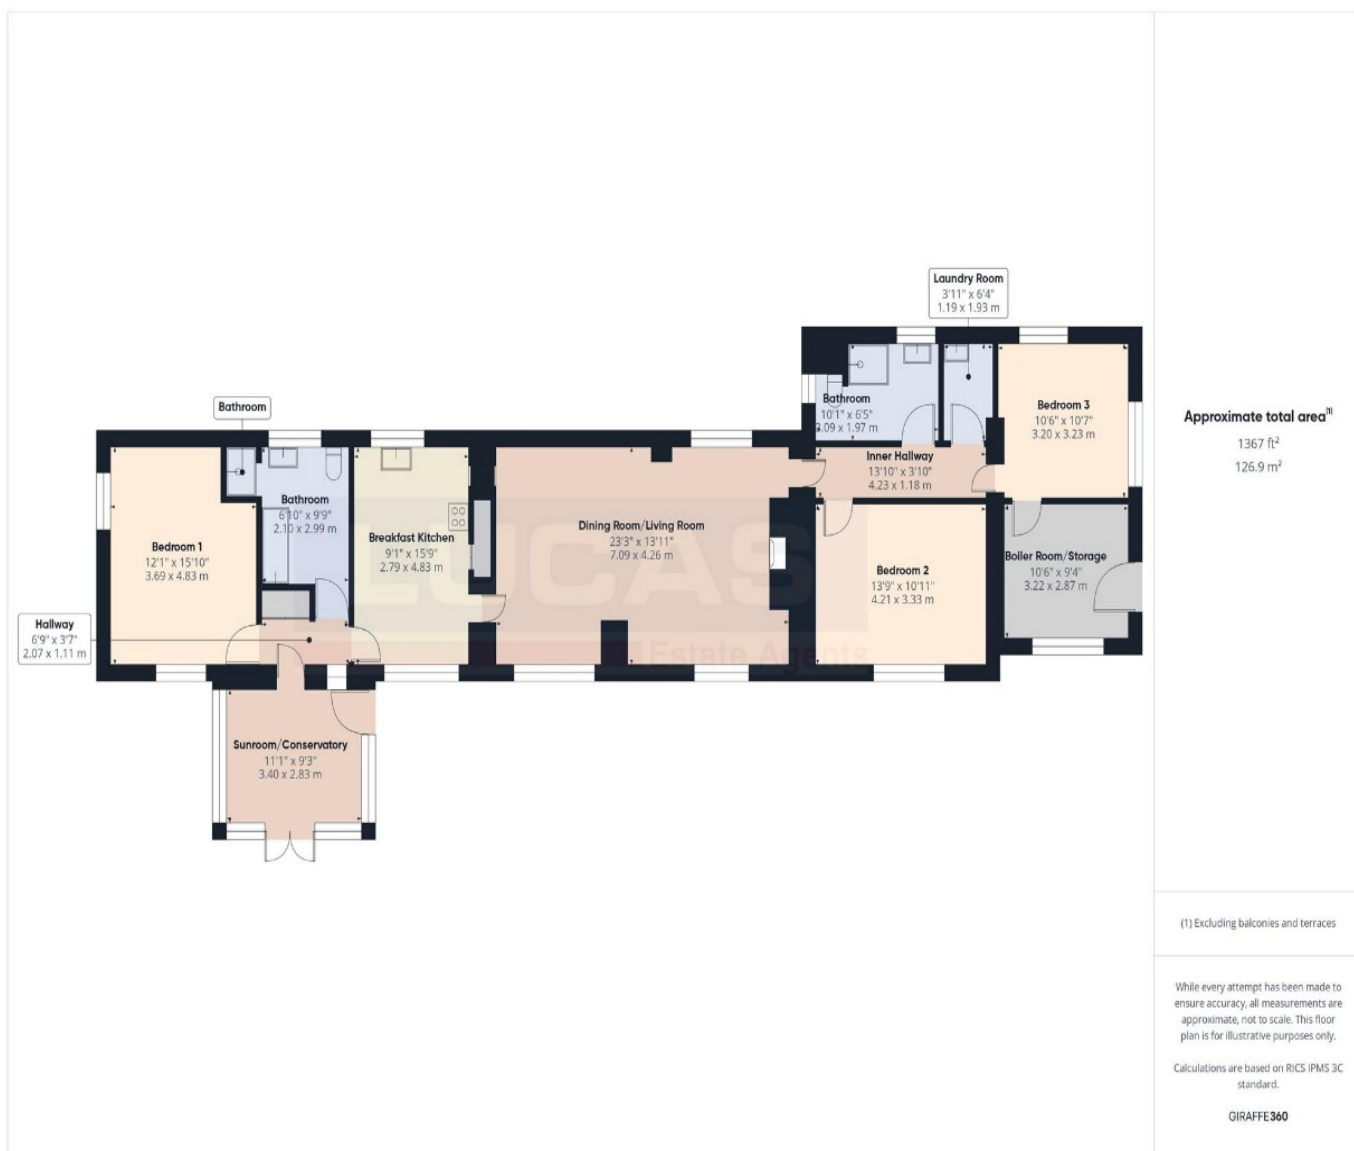 Laundry Room
3'11" x 6'4"
1.19 x 1.93 m
Bathroom
Bathroom
10'1" x 6'5"
3.09 x 1.97 m
Bedroom 3
10'6" x 10'7"
3.20 x 3.23 m
Inner Hallway
13'10" x 3'10"
4.23 x 1.18 m
Bathroom
6'10" x 9'9"
2.10 x 2.99 m
Bedroom 1
12'1" x 15'10"
3.69 x 4.83 m
Breakfast Kitchen
9'1" x 15'9"
2.79 x 4.83 m
Dining Room/Living Room
23'3" x 13'11"
7.09 x 4.26 m
Bedroom 2
13'9" x 10'11"
4.21 x 3.33 m
Boiler Room/Storage
10'6" x 9'4"
3.22 x 2.87 m
Hallway
6'9" x 3'7"
2.07 x 1.11 m
LUCAS
Estate Agents
Sunroom/Conservatory
11'1" x 9'3"
3.40 x 2.83 m
Approximate total area(1)
1367 ft²
126.9 m²
(1) Excluding balconies and terraces
While every attempt has been made to
ensure accuracy, all measurements are
approximate, not to scale. This floor
plan is for illustrative purposes only.
Calculations are based on RICS IPMS 3C
standard.
GIRAFFE360